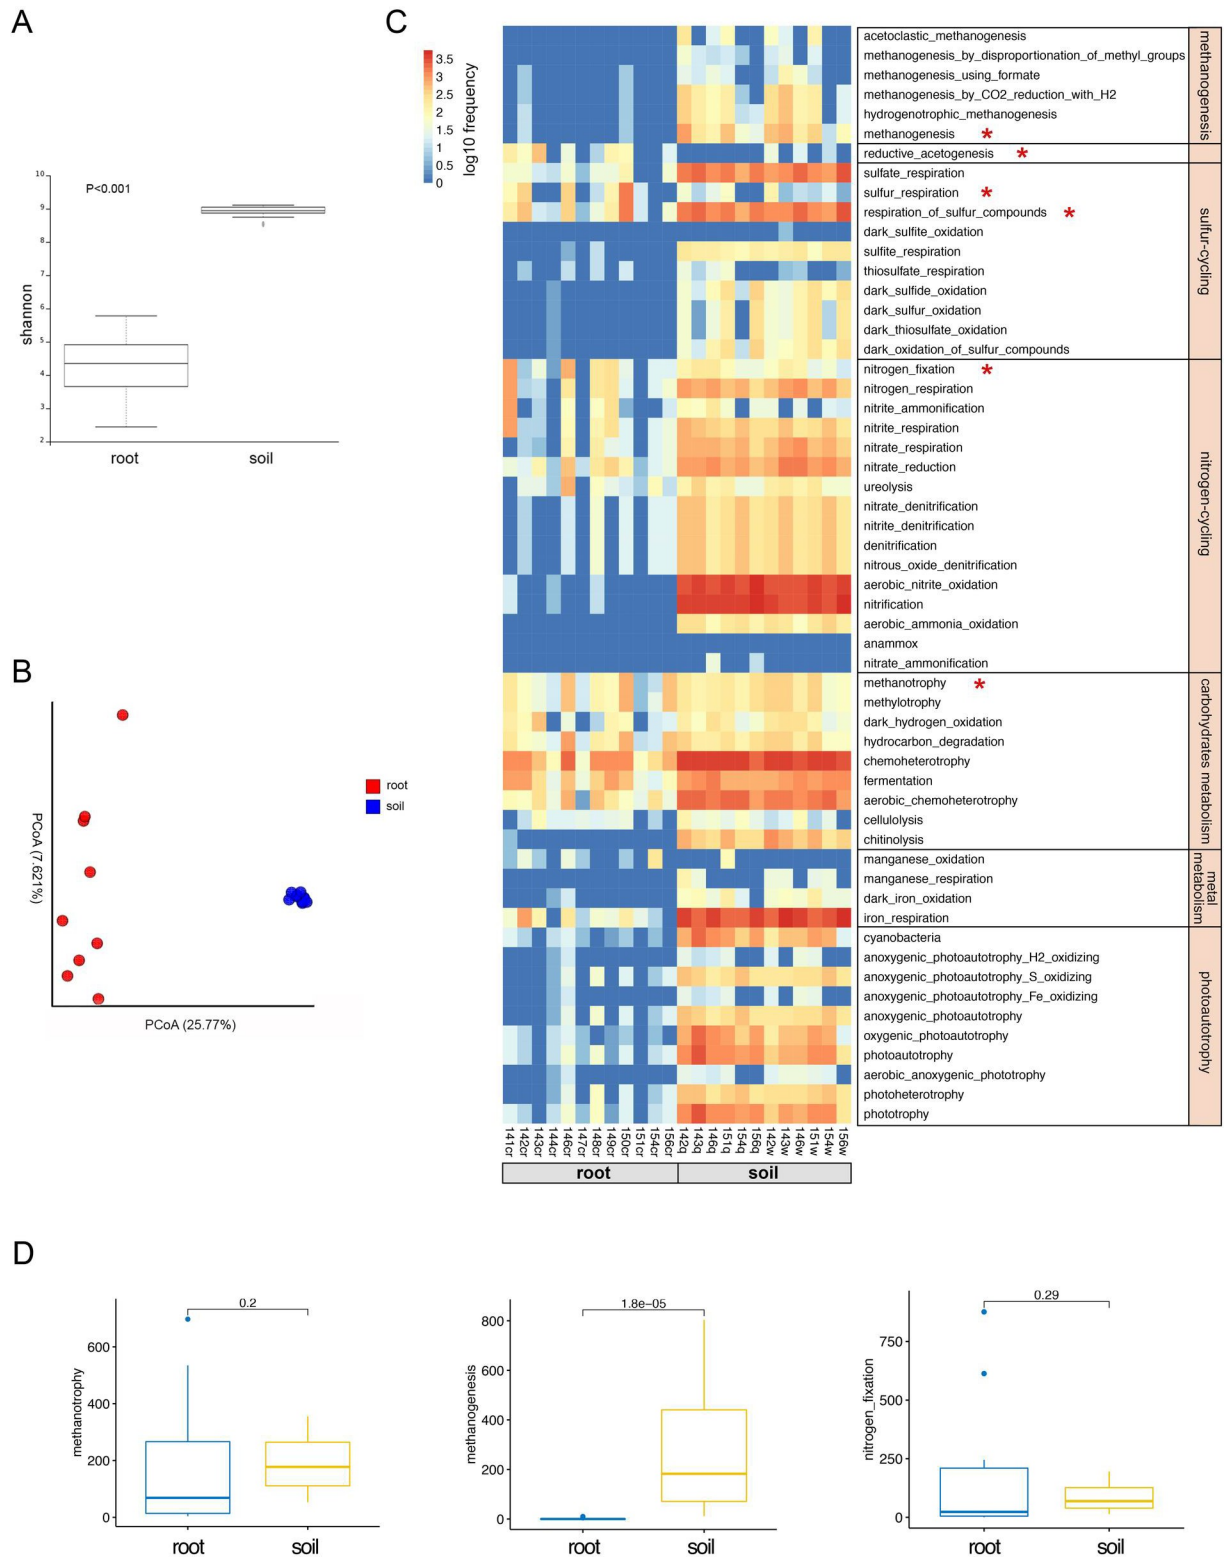 A
10
9
8
7
6
5
4
3
2
shannon
P<0.001
root
soil
B
PCoA (7.621%)
PCoA (25.77%)
root
soil
C
3.5
3
2.5
2
1.5
1
0.5
0
log10 frequency
acetoclastic_methanogenesis
methanogenesis_by_disproportionation_of_methyl_groups
methanogenesis_using_formate
methanogenesis_by_CO2_reduction_with_H2
hydrogenotrophic_methanogenesis
methanogenesis *
methanogenesis
reductive_acetogenesis *
sulfate_respiration
sulfur_respiration *
respiration_of_sulfur_compounds *
dark_sulfite_oxidation
sulfite_respiration
thiosulfate_respiration
dark_sulfide_oxidation
dark_sulfur_oxidation
dark_thiosulfate_oxidation
dark_oxidation_of_sulfur_compounds
sulfur-cycling
nitrogen_fixation *
nitrogen_respiration
nitrite_ammonification
nitrite_respiration
nitrate_respiration
nitrate_reduction
ureolysis
nitrate_denitrification
nitrite_denitrification
denitrification
nitrous_oxide_denitrification
aerobic_nitrite_oxidation
nitrification
aerobic_ammonia_oxidation
anammox
nitrate_ammonification
nitrogen-cycling
methanotrophy *
methylotrophy
dark_hydrogen_oxidation
hydrocarbon_degradation
chemoheterotrophy
fermentation
aerobic_chemoheterotrophy
cellulolysis
chitinolysis
carbohydrates metabolism
manganese_oxidation
manganese_respiration
dark_iron_oxidation
iron_respiration
metal
metabolism
cyanobacteria
anoxygenic_photoautotrophy_H2_oxidizing
anoxygenic_photoautotrophy_S_oxidizing
anoxygenic_photoautotrophy_Fe_oxidizing
anoxygenic_photoautotrophy
oxygenic_photoautotrophy
photoautotrophy
aerobic_anoxygenic_phototrophy
photoheterotrophy
phototrophy
photoautotrophy
141cr
142cr
143cr
144cr
146cr
147cr
148cr
149cr
150cr
151cr
154cr
156cr
142q
143q
146q
151q
154q
156q
142w
143w
146w
151w
154w
156w
root
soil
D
methanotrophy
600
400
200
0
0.2
root
soil
methanogenesis
800
600
400
200
0
1.8e-05
root
soil
nitrogen_fixation
750
500
250
0
0.29
root
soil